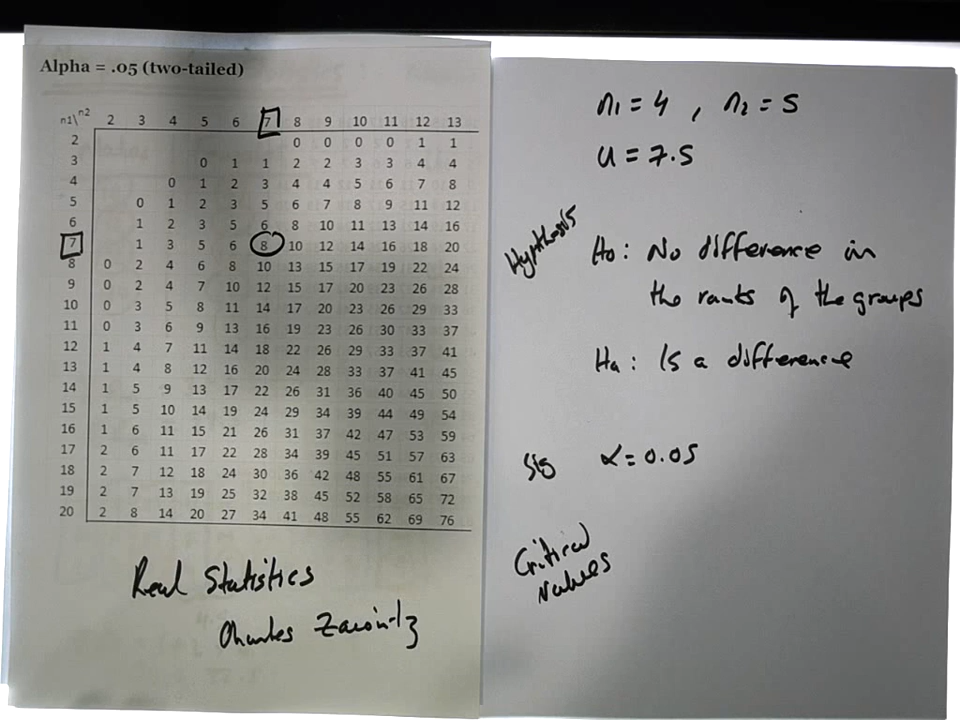 Alpha = .05 (two-tailed)
n1\n2 2 3 4 5 6 7 8 9 10 11 12 13
2 0 0 0 0 1 1
3 0 1 1 2 2 3 3 4 4
4 0 1 2 3 4 4 5 6 7 8
5 0 1 2 3 5 6 7 8 9 11 12
6 1 2 3 5 6 8 10 11 13 14 16
7 1 3 5 6 8 10 12 14 16 18 20
8 0 2 4 6 8 10 13 15 17 19 22 24
9 0 2 4 7 10 12 15 17 20 23 26 28
10 0 3 5 8 11 14 17 20 23 26 29 33
11 0 3 6 9 13 16 19 23 26 30 33 37
12 1 4 7 11 14 18 22 26 29 33 37 41
13 1 4 8 12 16 20 24 28 33 37 41 45
14 1 5 9 13 17 22 26 31 36 40 45 50
15 1 5 10 14 19 24 29 34 39 44 49 54
16 1 6 11 15 21 26 31 37 42 47 53 59
17 2 6 11 17 22 28 34 39 45 51 57 63
18 2 7 12 18 24 30 36 42 48 55 61 67
19 2 7 13 19 25 32 38 45 52 58 65 72
20 2 8 14 20 27 34 41 48 55 62 69 76
Real Statistics
Charles
n1 = 4 , n2 = 5
u = 7.5
Hypthesis
Ho : No difference in
the ranks of the groups
Ha : Is a difference
Sig α = 0.05
Critical
Values